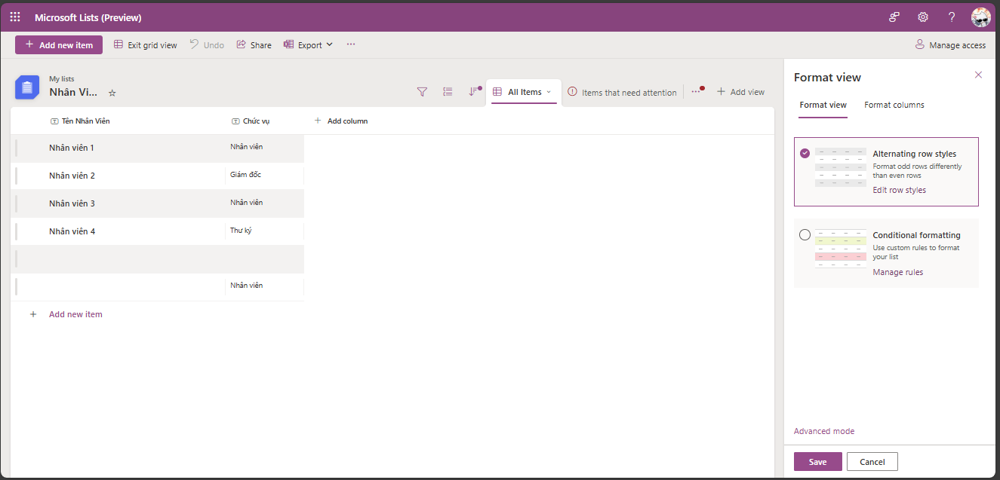 Microsoft Lists (Preview)
Add new item
Exit grid view
Undo
Share
Export
Manage access
My lists
Nhân Vi...
All Items
Items that need attention
Add view
Tên Nhân Viên
Chức vụ
Add column
Nhân viên 1
Nhân viên
Nhân viên 2
Giám đốc
Nhân viên 3
Nhân viên
Nhân viên 4
Thư ký
Nhân viên
Add new item
Format view
Format view
Format columns
Alternating row styles
Format odd rows differently
than even rows
Edit row styles
Conditional formatting
Use custom rules to format
your list
Manage rules
Advanced mode
Save
Cancel